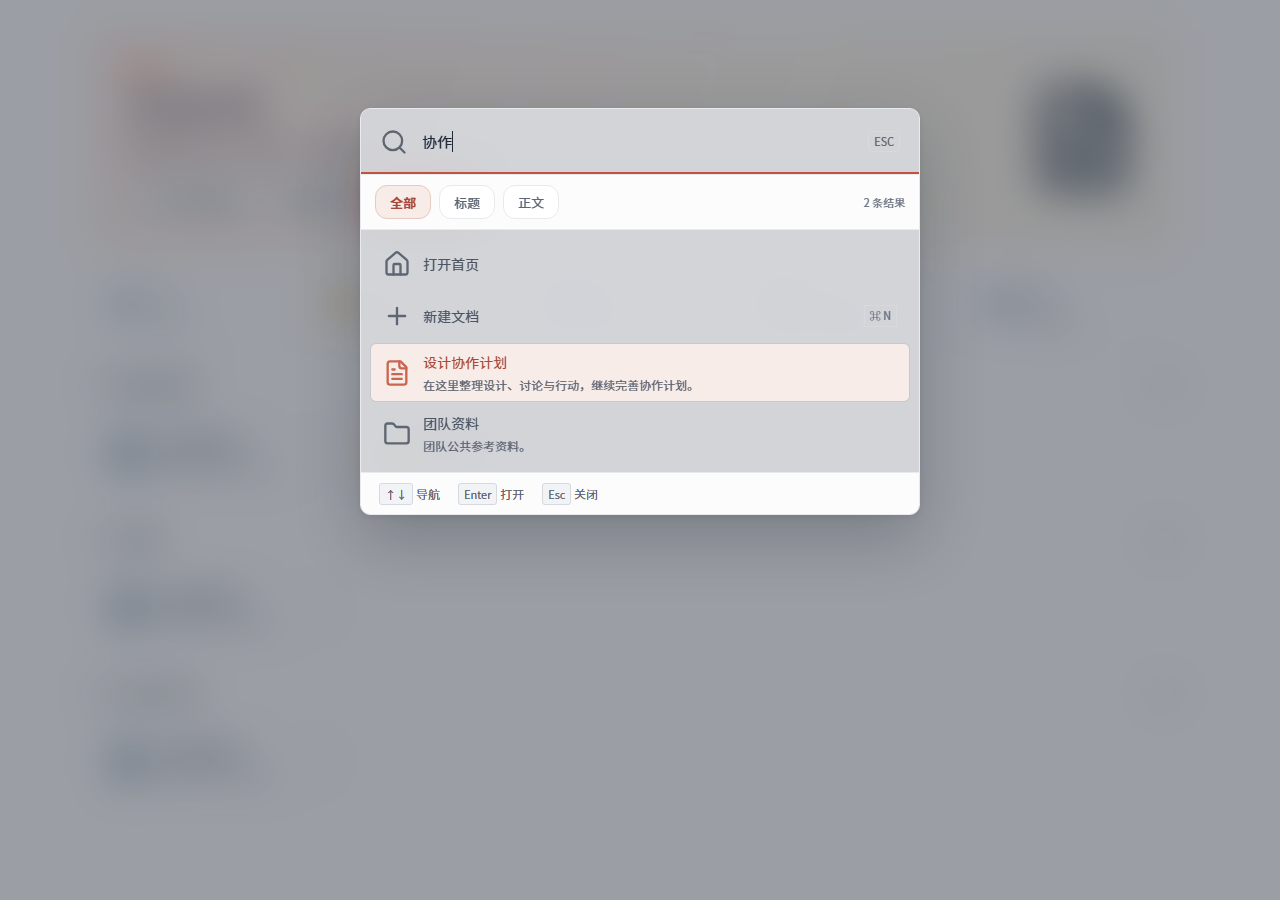 协作 ESC
全部 标题 正文 2 条结果
打开首页
新建文档 ⌘N
设计协作计划
在这里整理设计、讨论与行动，继续完善协作计划。
团队资料
团队公共参考资料。
↑↓ 导航 Enter 打开 Esc 关闭